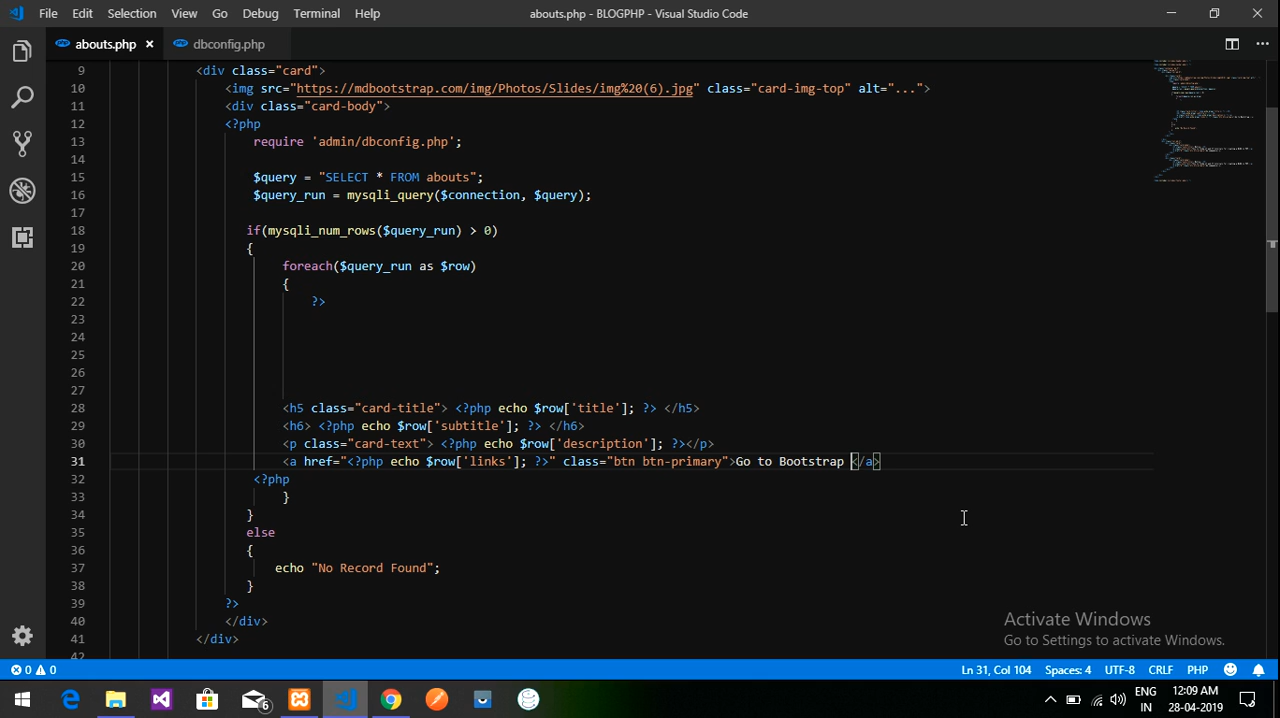 File Edit Selection View Go Debug Terminal Help abouts.php - BLOGPHP - Visual Studio Code
abouts.php dbconfig.php
9 <div class="card">
10 <img src="https://mdbootstrap.com/img/Photos/Slides/img%20(6).jpg" class="card-img-top" alt="...">
11 <div class="card-body">
12 <?php
13 require 'admin/dbconfig.php';
14
15 $query = "SELECT * FROM abouts";
16 $query_run = mysqli_query($connection, $query);
17
18 if(mysqli_num_rows($query_run) > 0)
19 {
20 foreach($query_run as $row)
21 {
22 ?>
23
24
25
26
27
28 <h5 class="card-title"> <?php echo $row['title']; ?> </h5>
29 <h6> <?php echo $row['subtitle']; ?> </h6>
30 <p class="card-text"> <?php echo $row['description']; ?></p>
31 <a href="<?php echo $row['links']; ?>" class="btn btn-primary">Go to Bootstrap </a>
32 <?php
33 }
34 }
35 else
36 {
37 echo "No Record Found";
38 }
39 ?>
40 </div>
41 </div>
42
Activate Windows
Go to Settings to activate Windows.
0 0 Ln 31, Col 104 Spaces: 4 UTF-8 CRLF PHP
6 ENG 12:09 AM
IN 28-04-2019